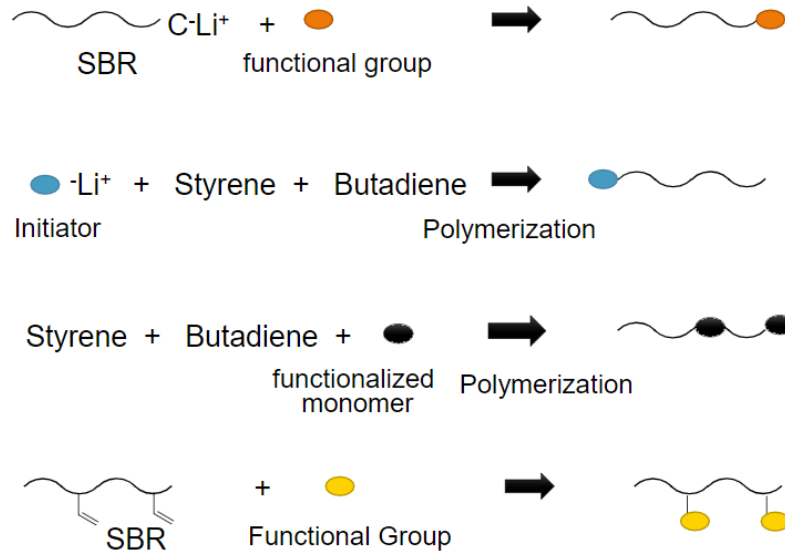 C-Li+ +
SBR functional group
-Li+ + Styrene + Butadiene
Initiator Polymerization
Styrene + Butadiene +
functionalized
monomer
Polymerization
+
SBR Functional Group